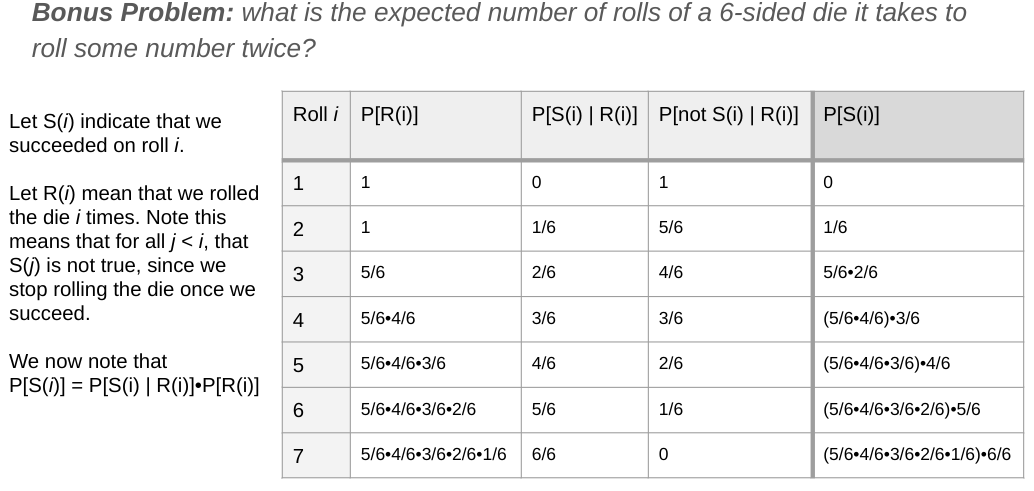 Bonus Problem: what is the expected number of rolls of a 6-sided die it takes to
roll some number twice?
Let S(i) indicate that we
succeeded on roll i.
Let R(i) mean that we rolled
the die i times. Note this
means that for all j < i, that
S(j) is not true, since we
stop rolling the die once we
succeed.
We now note that
P[S(i)] = P[S(i) | R(i)]•P[R(i)]
Roll i P[R(i)] P[S(i) | R(i)] P[not S(i) | R(i)] P[S(i)]
1 1 0 1 0
2 1 1/6 5/6 1/6
3 5/6 2/6 4/6 5/6•2/6
4 5/6•4/6 3/6 3/6 (5/6•4/6)•3/6
5 5/6•4/6•3/6 4/6 2/6 (5/6•4/6•3/6)•4/6
6 5/6•4/6•3/6•2/6 5/6 1/6 (5/6•4/6•3/6•2/6)•5/6
7 5/6•4/6•3/6•2/6•1/6 6/6 0 (5/6•4/6•3/6•2/6•1/6)•6/6